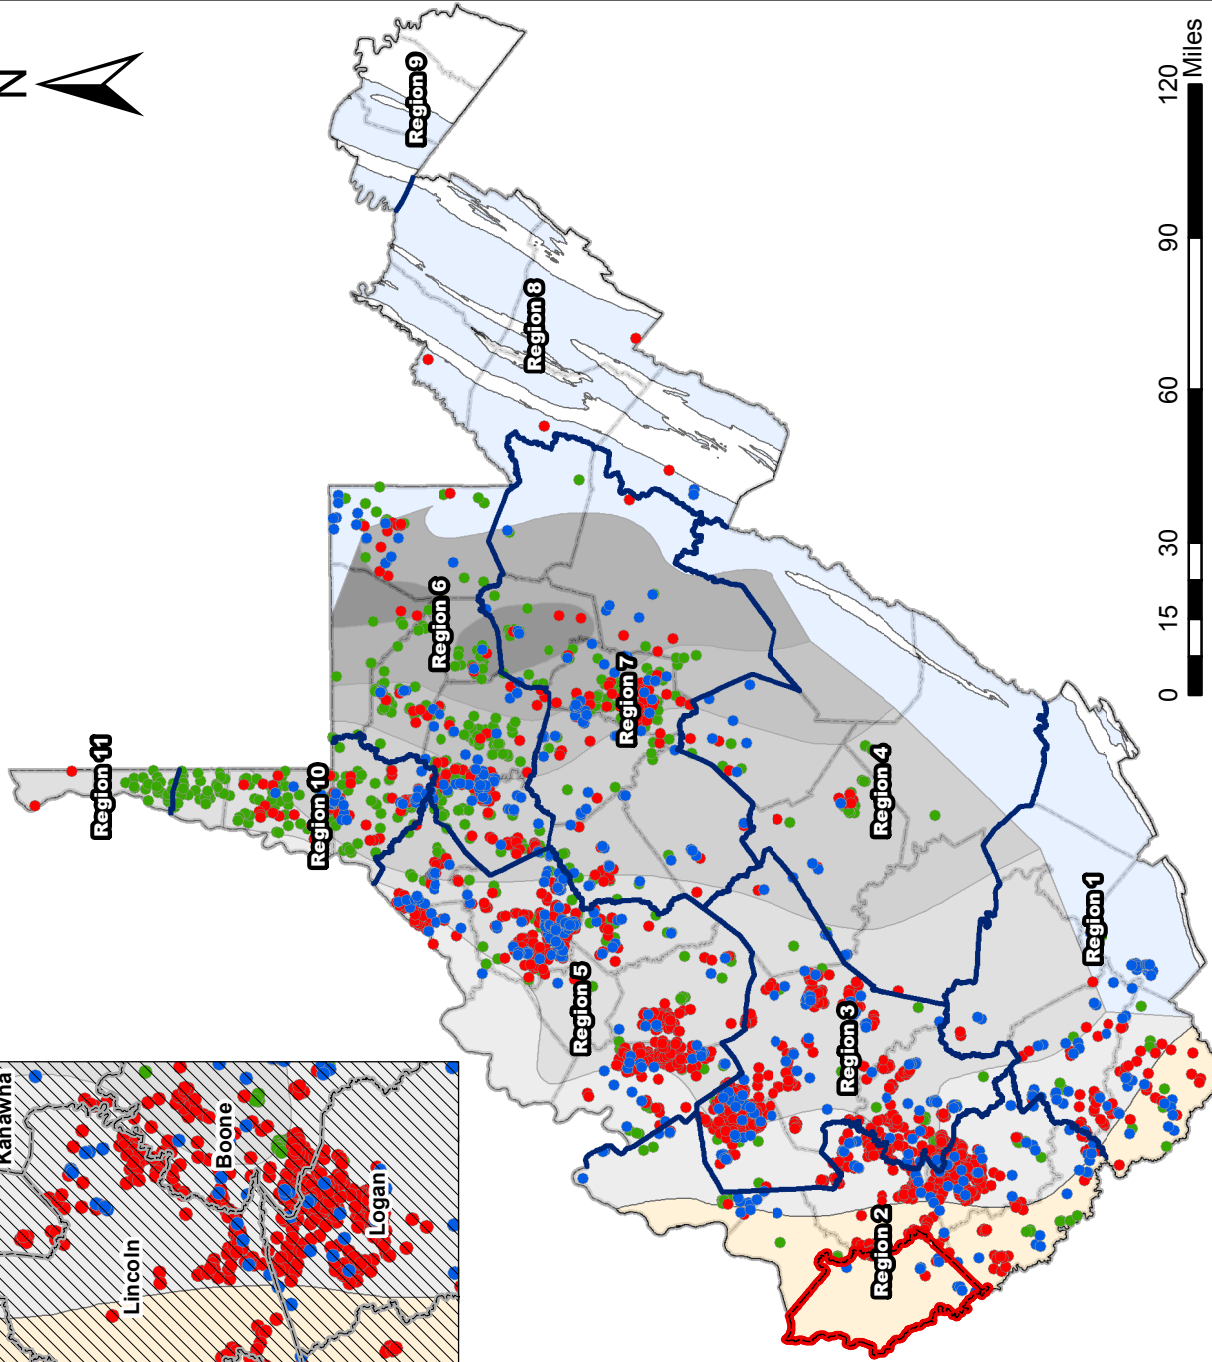 N
Region 9
Region 8
Region 11
Region 10
Region 6
Region 7
Region 5
Region 4
Region 3
Region 1
Region 2
Kanawha
Boone
Lincoln
Logan
0 15 30 60 90 120
Miles